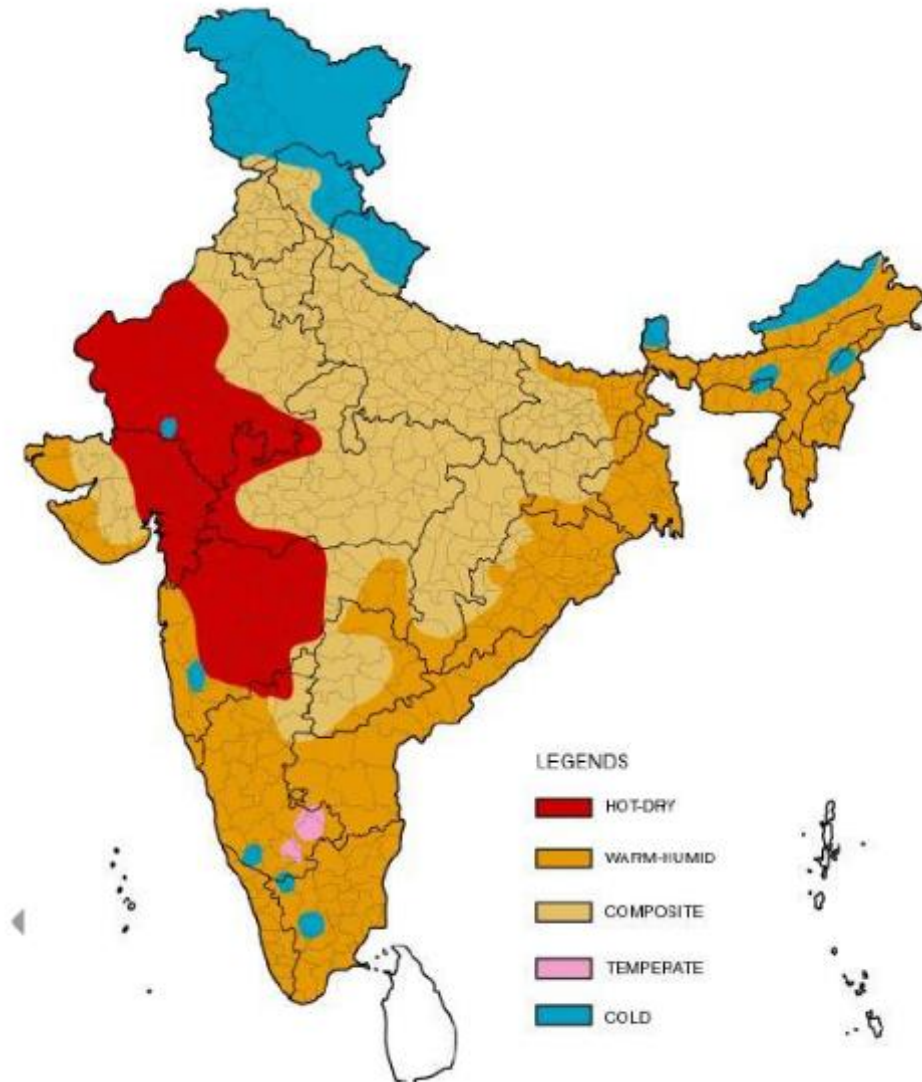 LEGENDS
HOT-DRY
WARM-HUMID
COMPOSITE
TEMPERATE
COLD